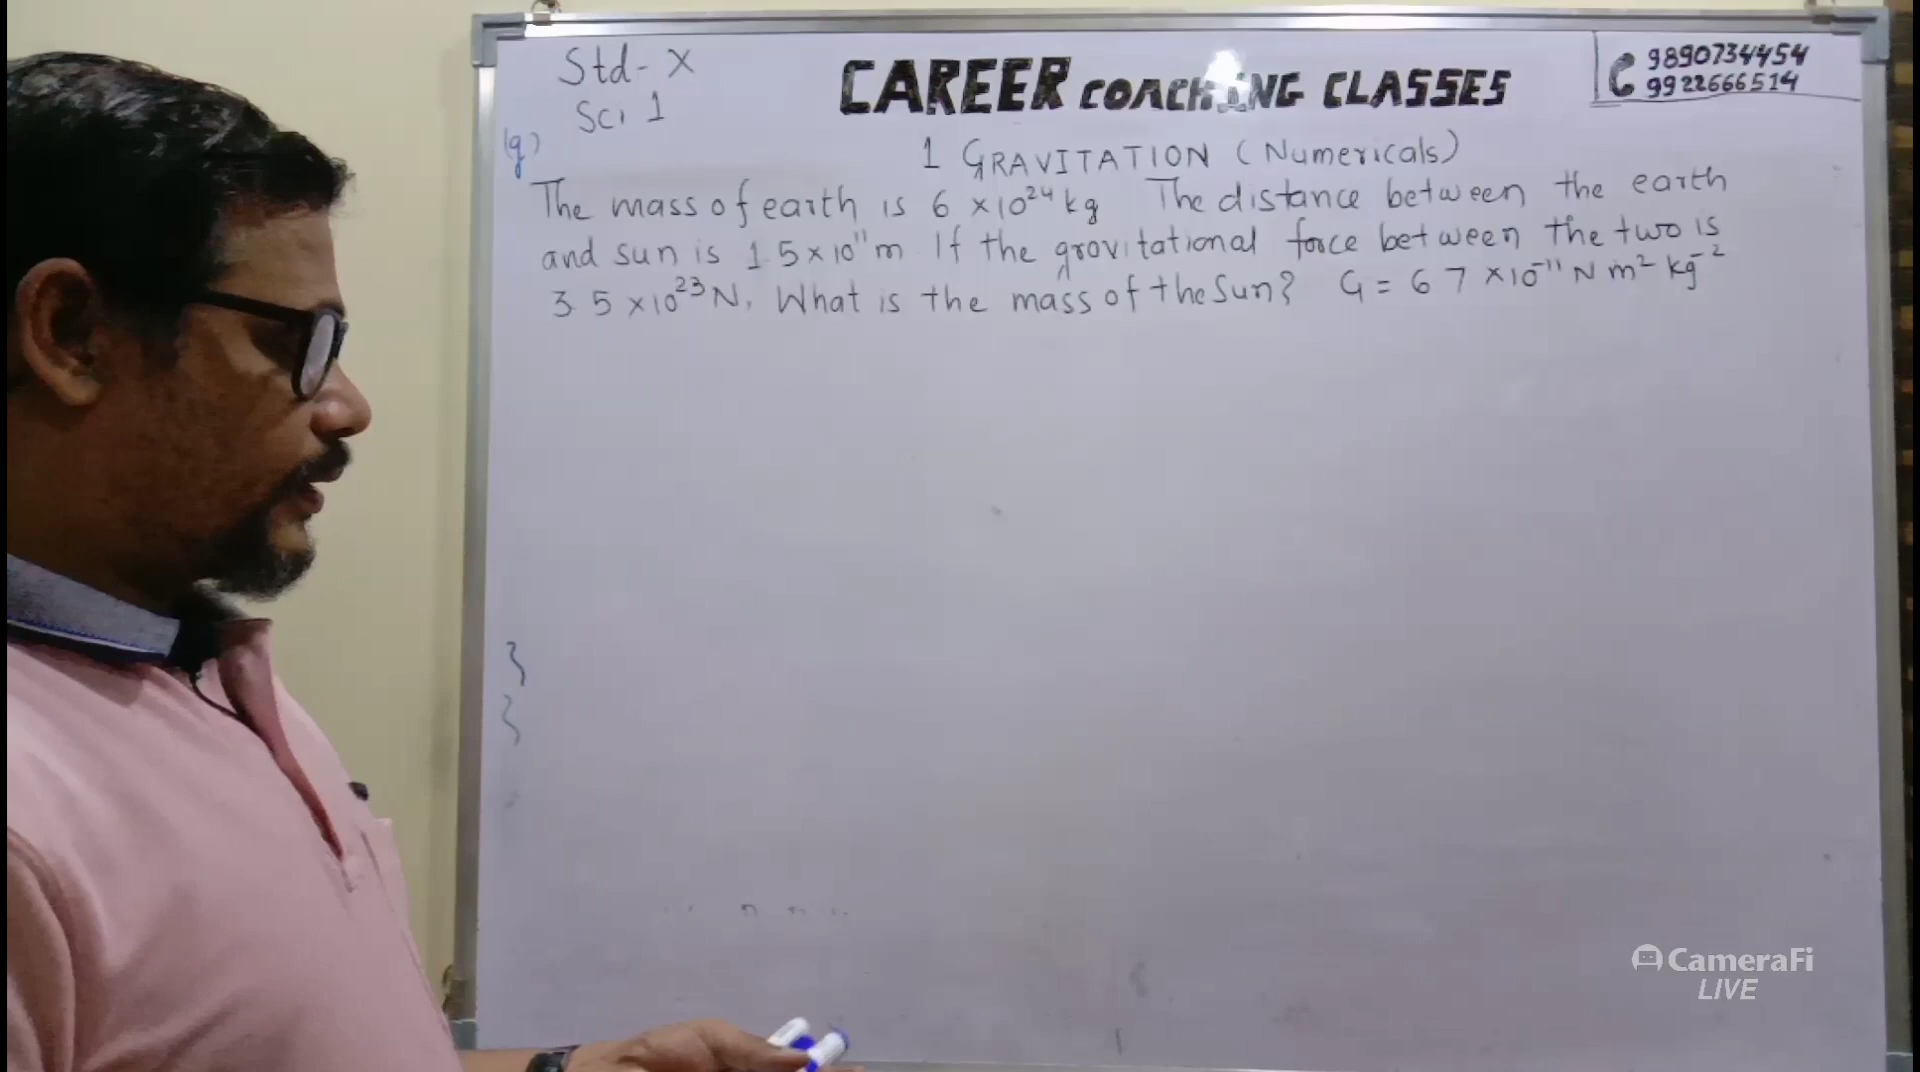 Std- X
Sci 1
CAREER COACHING CLASSES
9890734454
9922666514
(g)
1 GRAVITATION (Numericals)
The mass of earth is 6 ×10²⁴ kg The distance between the earth
and sun is 1.5×10¹¹m If the grovitational force between the two is
3.5×10²³N, What is the mass of the Sun? G = 6 7 ×10⁻¹¹ N m² kg⁻²
CameraFi
LIVE